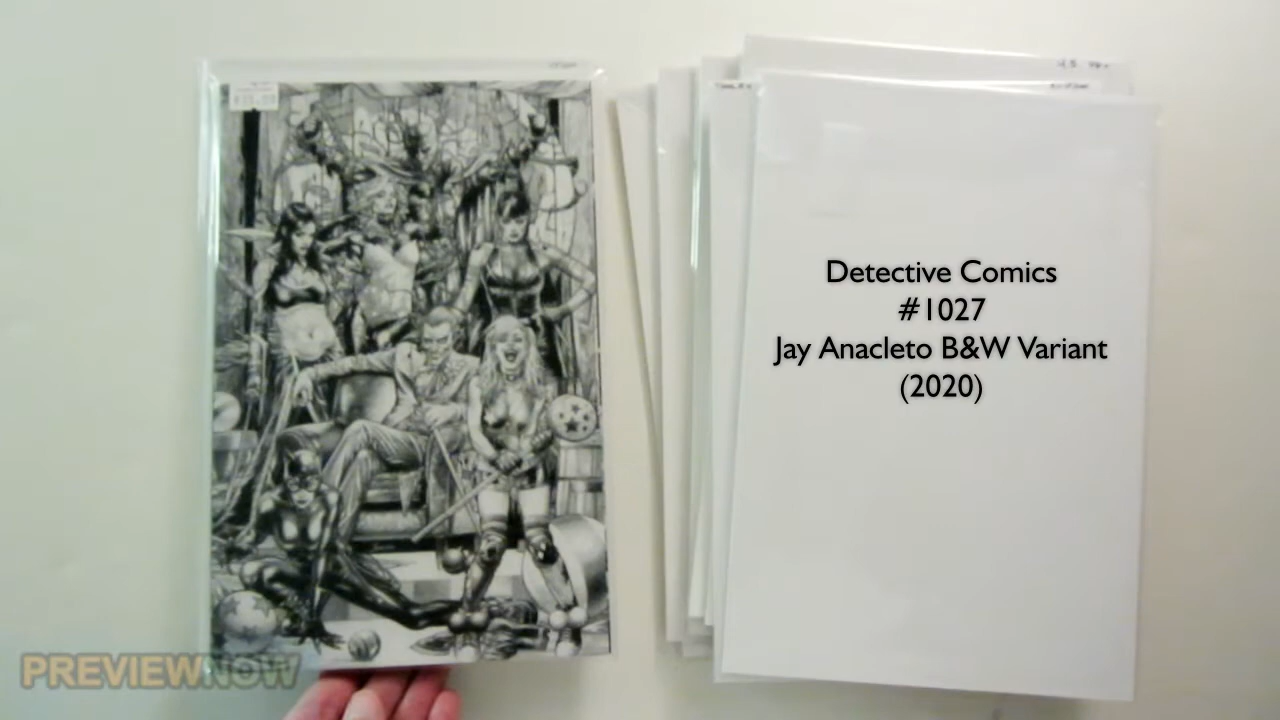 Detective Comics
#1027
Jay Anacleto B&W Variant
(2020)
PREVIEWNOW